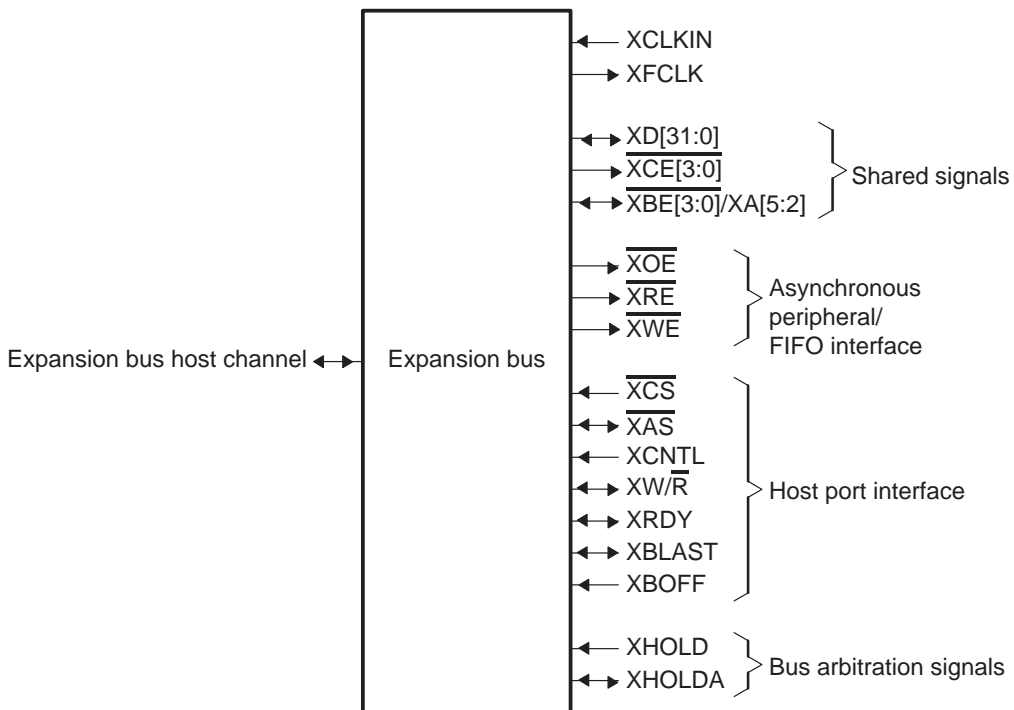 XCLKIN
XFCLK
XD[31:0]
XCE[3:0]
XBE[3:0]/XA[5:2]
Shared signals
XOE
XRE
XWE
Asynchronous
peripheral/
FIFO interface
Expansion bus host channel
Expansion bus
XCS
XAS
XCNTL
XW/R
XRDY
XBLAST
XBOFF
Host port interface
XHOLD
XHOLDA
Bus arbitration signals